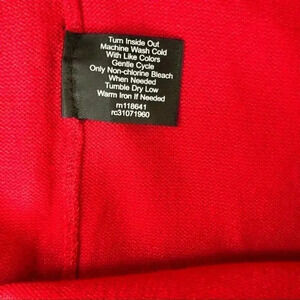 Turn Inside Out
Machine Wash Cold
With Like Colors
Gentle Cycle
Only Non-chlorine Bleach
When Needed
Tumble Dry Low
Warm Iron If Needed
m118641
rc31071960